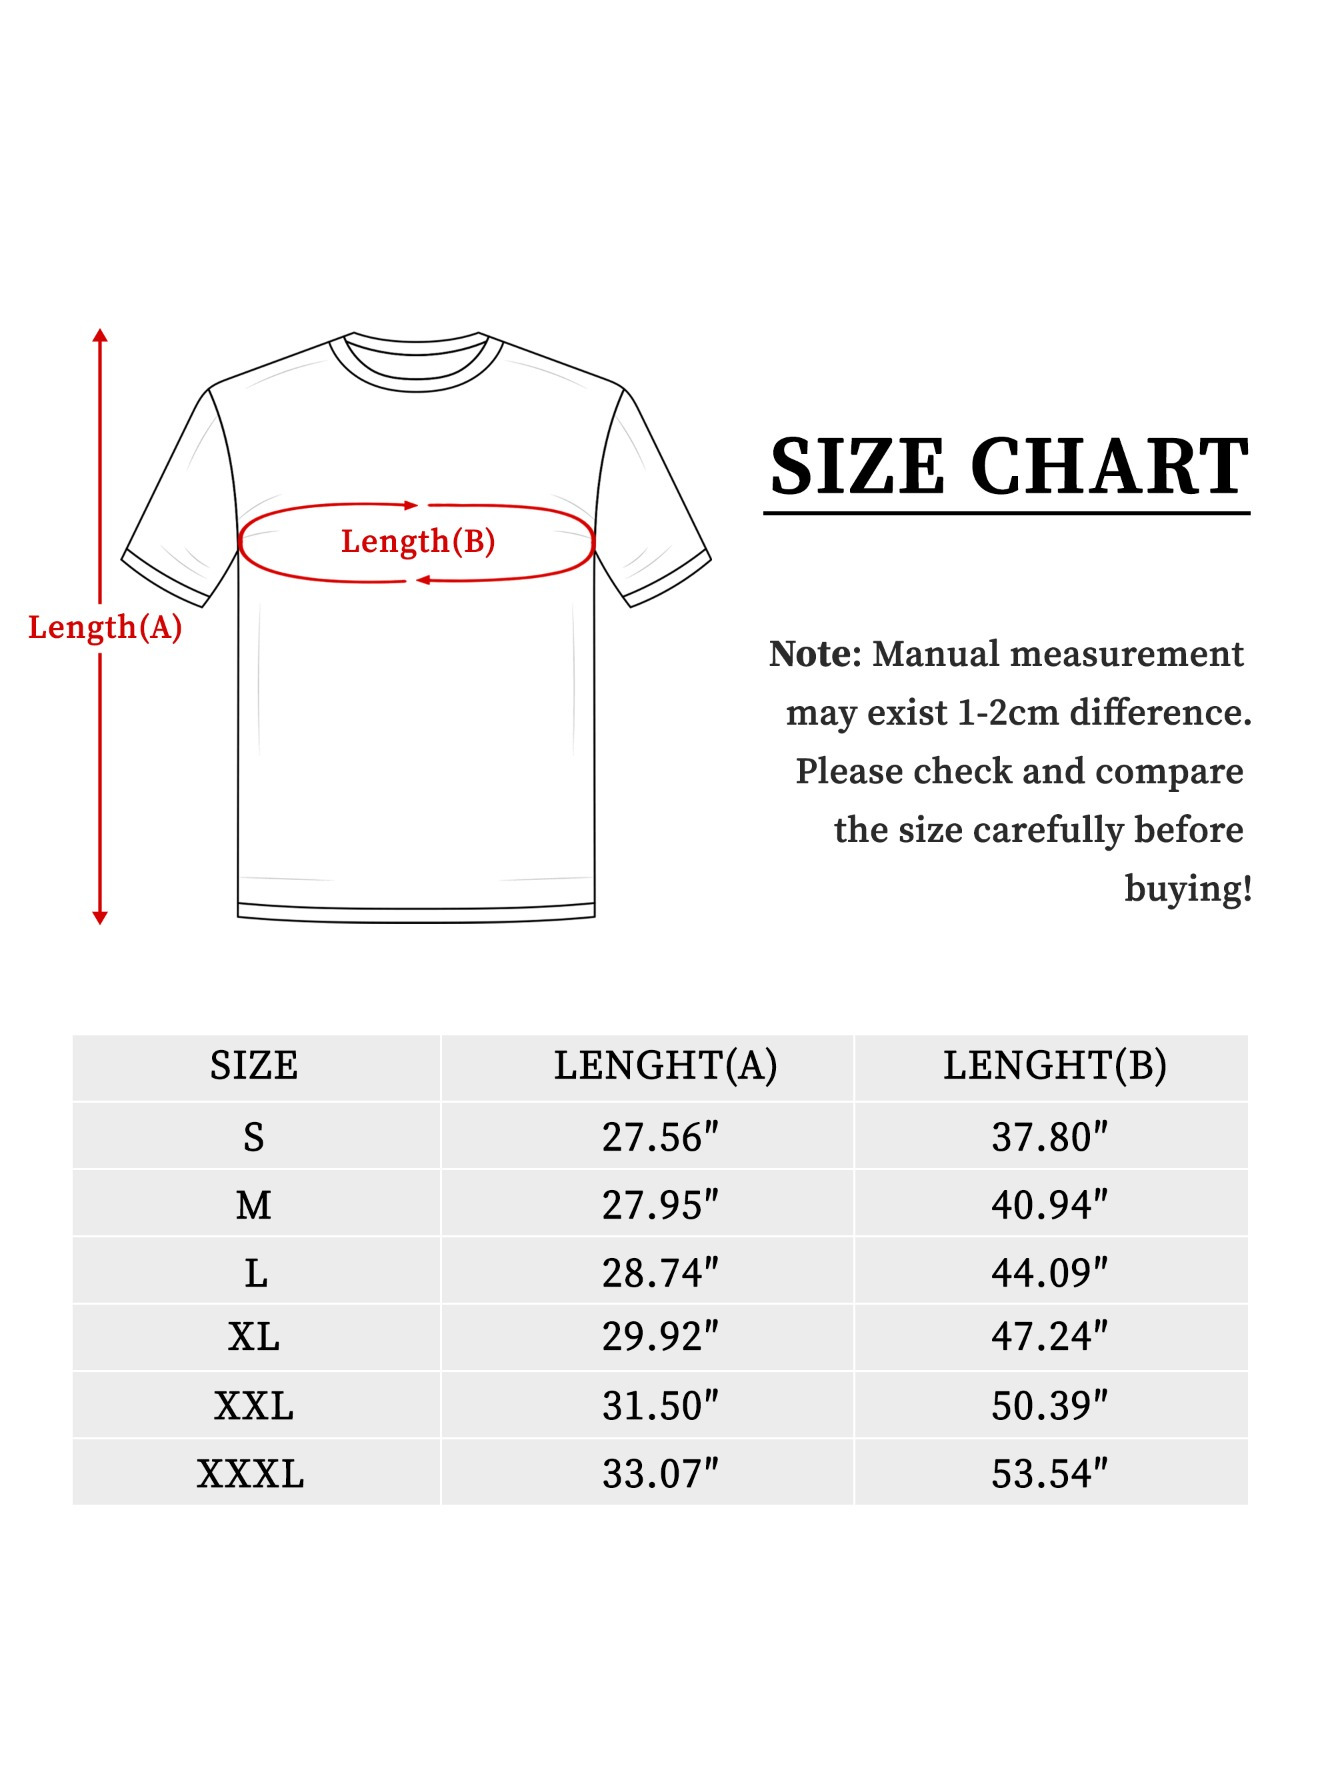 SIZE CHART
Length(B)
Length(A)
Note: Manual measurement
may exist 1-2cm difference.
Please check and compare
the size carefully before
buying!
SIZE LENGHT(A) LENGHT(B)
S 27.56" 37.80"
M 27.95" 40.94"
L 28.74" 44.09"
XL 29.92" 47.24"
XXL 31.50" 50.39"
XXXL 33.07" 53.54"